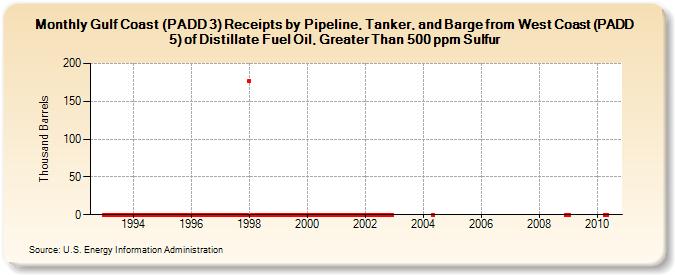 Monthly Gulf Coast (PADD 3) Receipts by Pipeline, Tanker, and Barge from West Coast (PADD
5) of Distillate Fuel Oil, Greater Than 500 ppm Sulfur
Thousand Barrels
200
150
100
50
0
1994 1996 1998 2000 2002 2004 2006 2008 2010
Source: U.S. Energy Information Administration